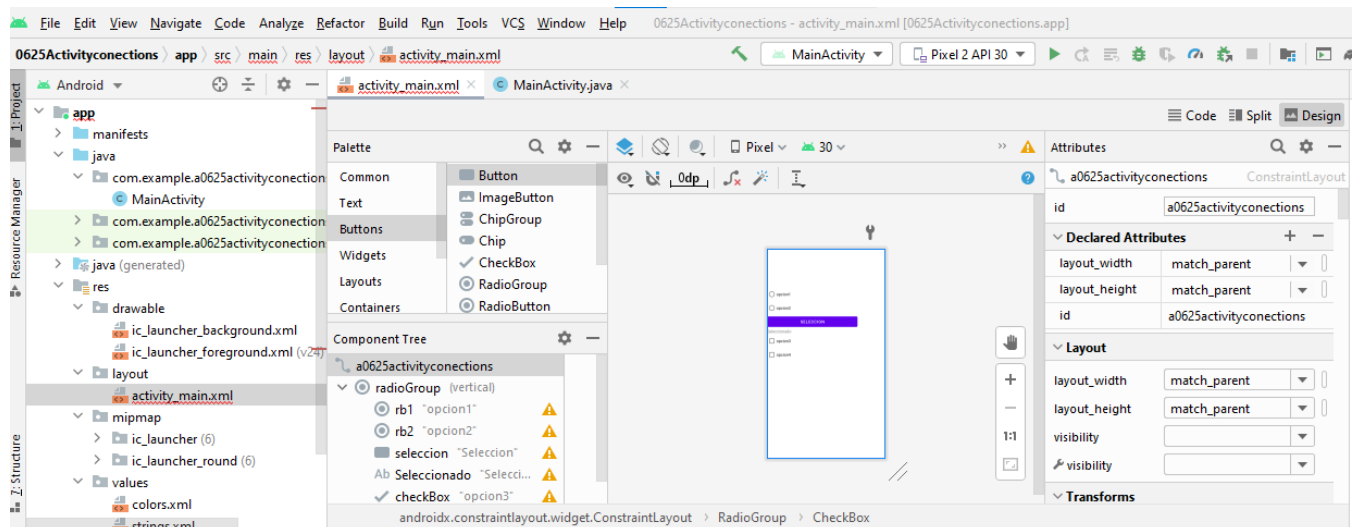 File Edit View Navigate Code Analyze Refactor Build Run Tools VCS Window Help 0625Activityconections - activity_main.xml [0625Activityconections.app]
0625Activityconections app src main res layout activity_main.xml MainActivity Pixel 2 API 30
1: Project
Resource Manager
Z: Structure
Android
app
manifests
java
com.example.a0625activityconection
MainActivity
com.example.a0625activityconection
com.example.a0625activityconection
java (generated)
res
drawable
ic_launcher_background.xml
ic_launcher_foreground.xml (v24)
layout
activity_main.xml
mipmap
ic_launcher (6)
ic_launcher_round (6)
values
colors.xml
strings.xml
activity_main.xml MainActivity.java
Code Split Design
Palette
Common
Text
Buttons
Widgets
Layouts
Containers
Button
ImageButton
ChipGroup
Chip
CheckBox
RadioGroup
RadioButton
Component Tree
a0625activityconections
radioGroup (vertical)
rb1 "opcion1"
rb2 "opcion2"
seleccion "Seleccion"
Ab Seleccionado "Selecci...
checkBox "opcion3"
Pixel 30
0dp
SELECCION
1:1
Attributes
a0625activityconections ConstraintLayout
id a0625activityconections
Declared Attributes
layout_width match_parent
layout_height match_parent
id a0625activityconections
Layout
layout_width match_parent
layout_height match_parent
visibility
visibility
Transforms
androidx.constraintlayout.widget.ConstraintLayout RadioGroup CheckBox